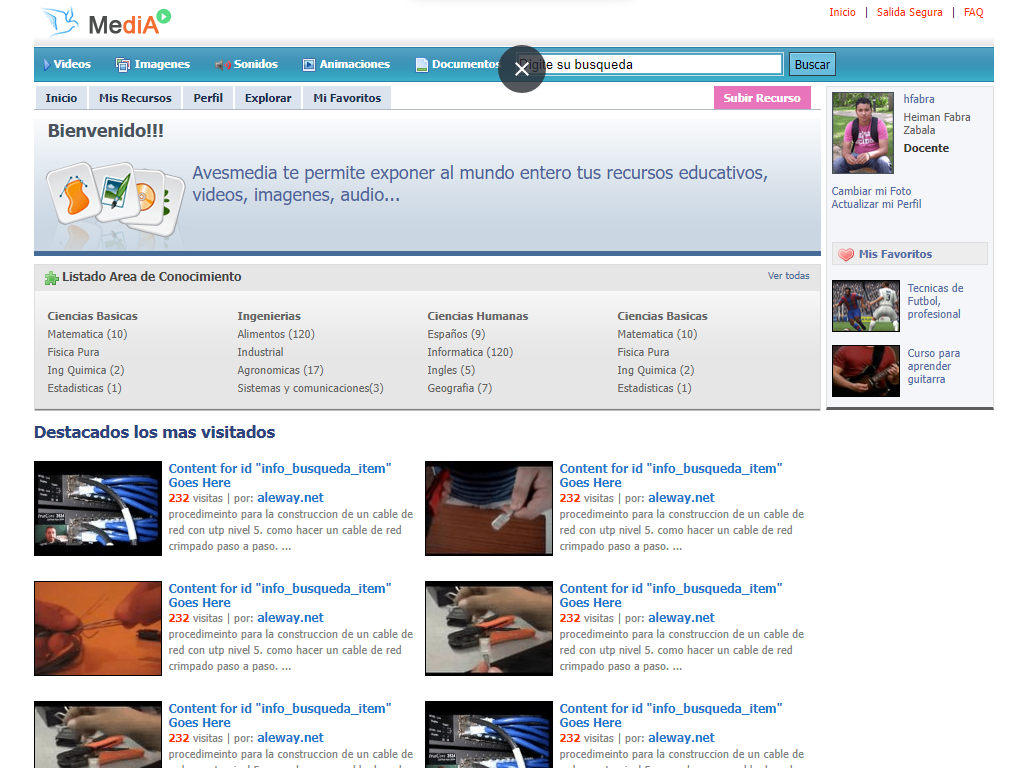 MediA
Inicio | Salida Segura | FAQ
Videos Imagenes Sonidos Animaciones Documentos su busqueda Buscar
Inicio Mis Recursos Perfil Explorar Mi Favoritos Subir Recurso
hfabra
Heiman Fabra
Zabala
Docente
Cambiar mi Foto
Actualizar mi Perfil
Bienvenido!!!
Avesmedia te permite exponer al mundo entero tus recursos educativos,
videos, imagenes, audio...
Mis Favoritos
Tecnicas de
Futbol,
profesional
Curso para
aprender
guitarra
Listado Area de Conocimiento Ver todas
Ciencias Basicas
Matematica (10)
Fisica Pura
Ing Quimica (2)
Estadisticas (1)
Ingenierias
Alimentos (120)
Industrial
Agronomicas (17)
Sistemas y comunicaciones(3)
Ciencias Humanas
Españos (9)
Informatica (120)
Ingles (5)
Geografia (7)
Ciencias Basicas
Matematica (10)
Fisica Pura
Ing Quimica (2)
Estadisticas (1)
Destacados los mas visitados
Content for id "info_busqueda_item"
Goes Here
232 visitas | por: aleway.net
procedimeinto para la construccion de un cable de
red con utp nivel 5. como hacer un cable de red
crimpado paso a paso. ...
Content for id "info_busqueda_item"
Goes Here
232 visitas | por: aleway.net
procedimeinto para la construccion de un cable de
red con utp nivel 5. como hacer un cable de red
crimpado paso a paso. ...
Content for id "info_busqueda_item"
Goes Here
232 visitas | por: aleway.net
procedimeinto para la construccion de un cable de
red con utp nivel 5. como hacer un cable de red
crimpado paso a paso. ...
Content for id "info_busqueda_item"
Goes Here
232 visitas | por: aleway.net
procedimeinto para la construccion de un cable de
red con utp nivel 5. como hacer un cable de red
crimpado paso a paso. ...
Content for id "info_busqueda_item"
Goes Here
232 visitas | por: aleway.net
procedimeinto para la construccion de un cable de
Content for id "info_busqueda_item"
Goes Here
232 visitas | por: aleway.net
procedimeinto para la construccion de un cable de